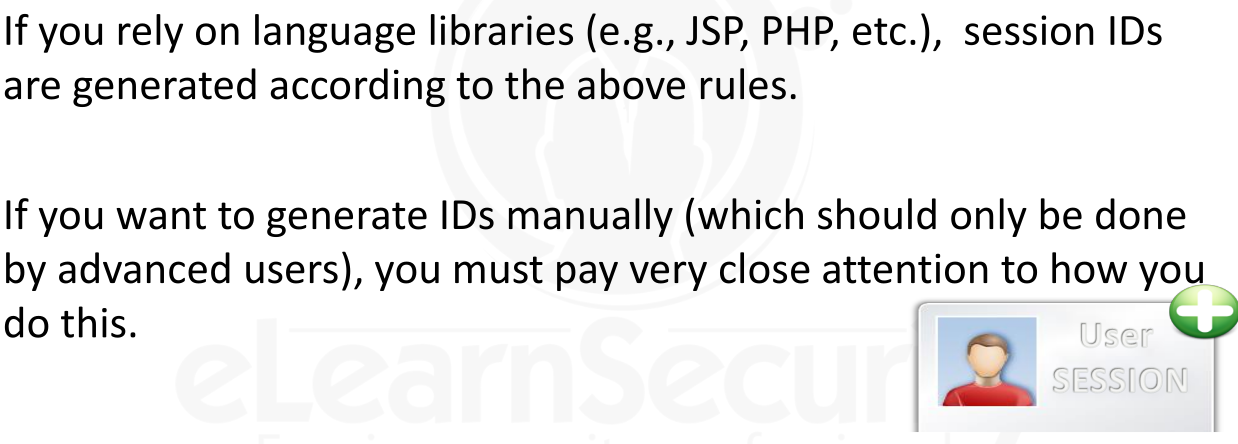 If you rely on language libraries (e.g., JSP, PHP, etc.),  session IDs
are generated according to the above rules.
If you want to generate IDs manually (which should only be done
by advanced users), you must pay very close attention to how you
do this.
User
SESSION
eLearnSecur